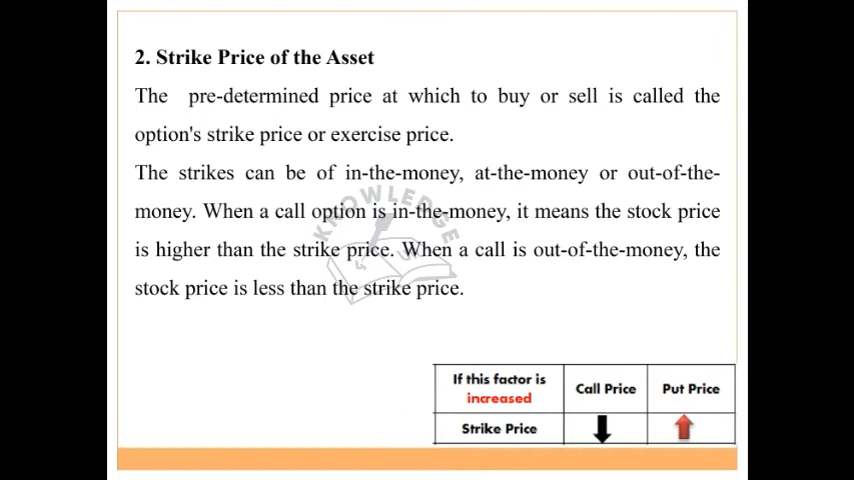 2. Strike Price of the Asset
The pre-determined price at which to buy or sell is called the
option's strike price or exercise price.
The strikes can be of in-the-money, at-the-money or out-of-the-
money. When a call option is in-the-money, it means the stock price
is higher than the strike price. When a call is out-of-the-money, the
stock price is less than the strike price.
KNOWLEDGE
If this factor is
increased
Call Price
Put Price
Strike Price